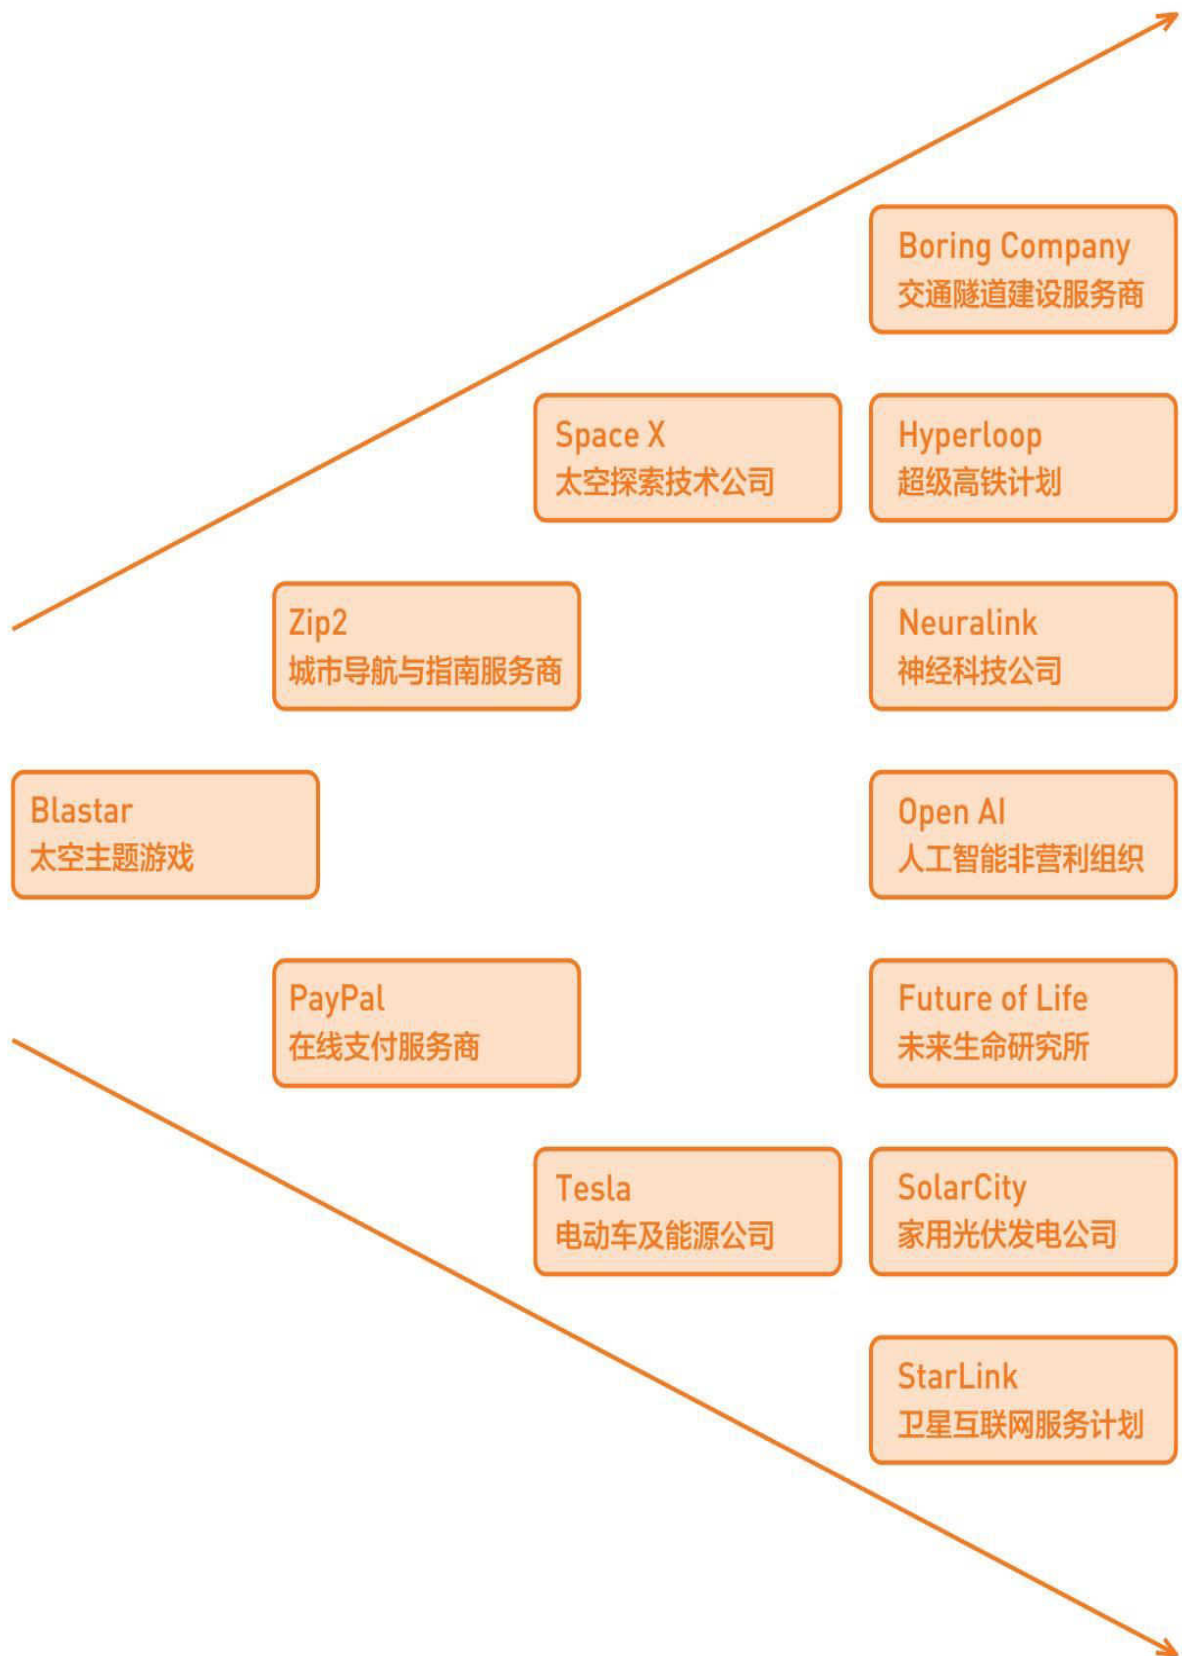 Boring Company
交通隧道建设服务商
Space X
太空探索技术公司
Hyperloop
超级高铁计划
Zip2
城市导航与指南服务商
Neuralink
神经科技公司
Blastar
太空主题游戏
Open AI
人工智能非营利组织
PayPal
在线支付服务商
Future of Life
未来生命研究所
Tesla
电动车及能源公司
SolarCity
家用光伏发电公司
StarLink
卫星互联网服务计划